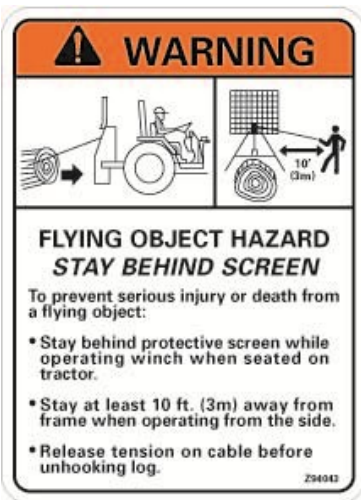 WARNING
10'
(3m)
FLYING OBJECT HAZARD
STAY BEHIND SCREEN
To prevent serious injury or death from
a flying object:
• Stay behind protective screen while
operating winch when seated on
tractor.
• Stay at least 10 ft. (3m) away from
frame when operating from the side.
• Release tension on cable before
unhooking log.
Z94043